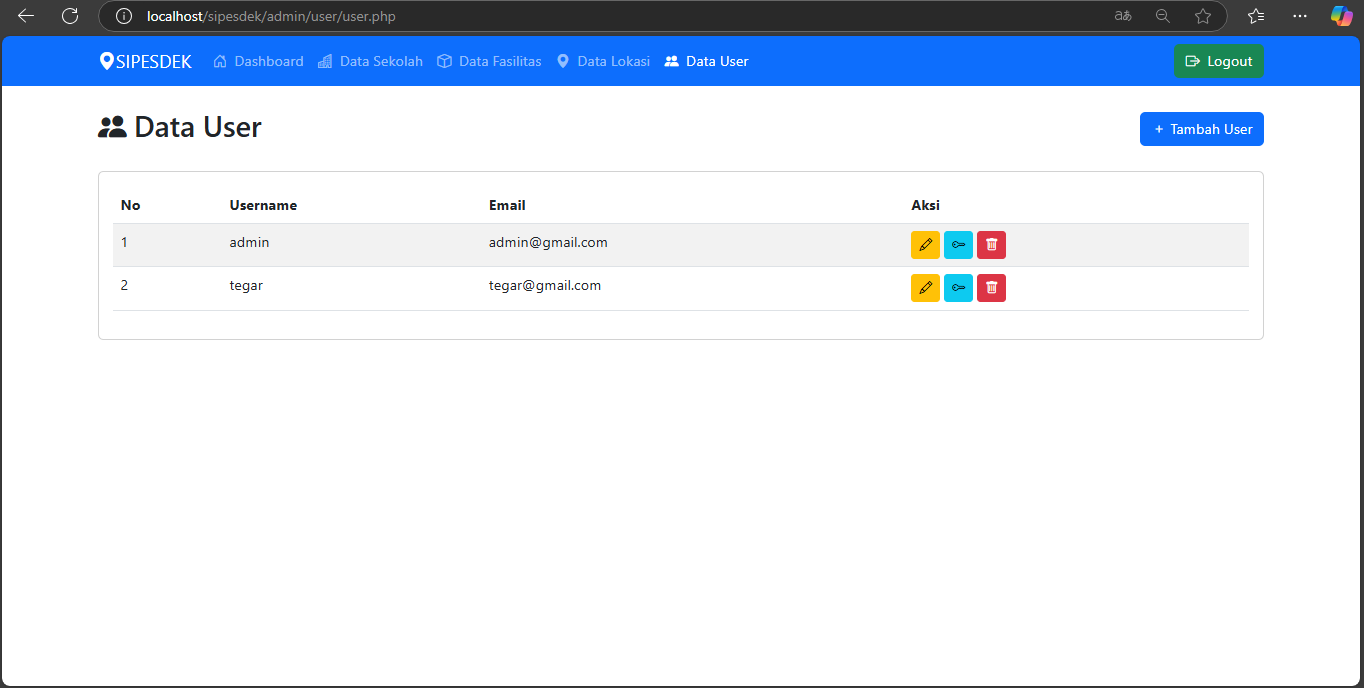 localhost/sipesdek/admin/user/user.php
SIPESDEK Dashboard Data Sekolah Data Fasilitas Data Lokasi Data User Logout
Data User + Tambah User
No Username Email Aksi
1 admin admin@gmail.com
2 tegar tegar@gmail.com